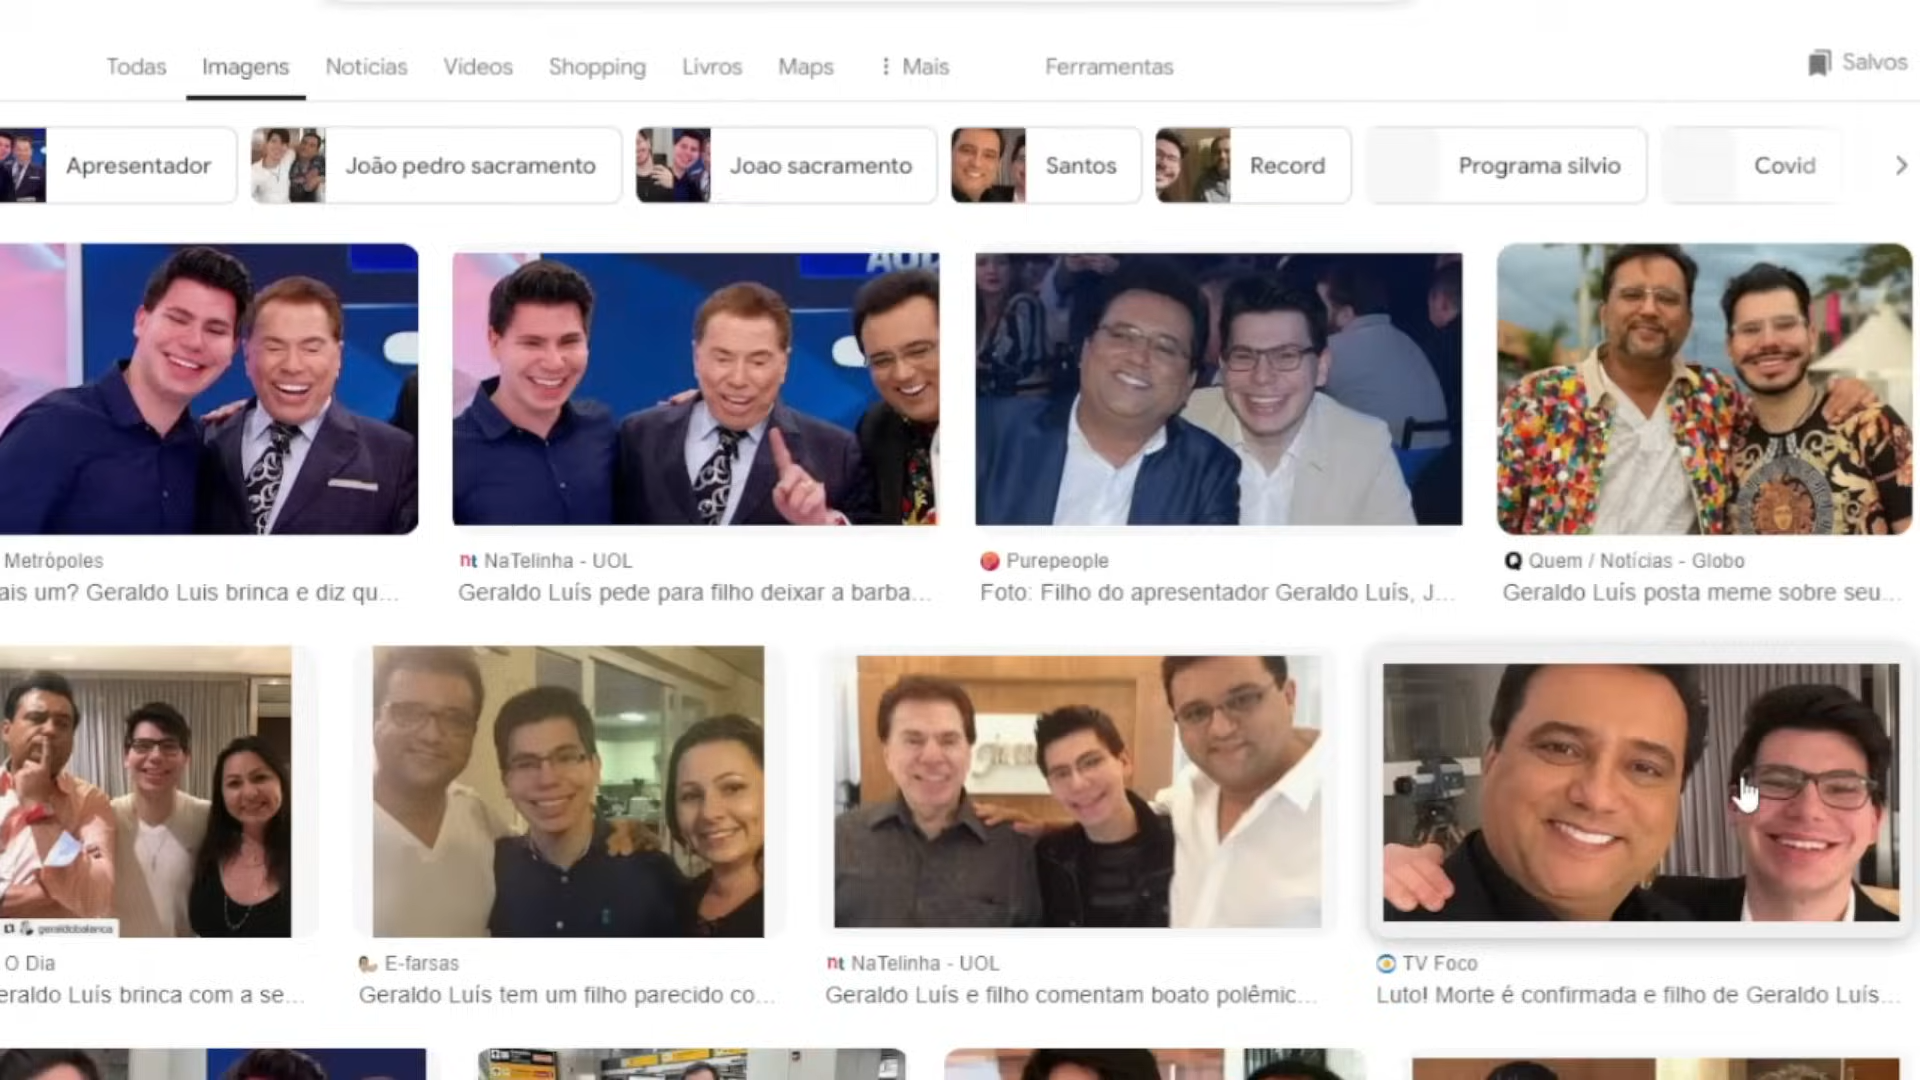 Todas Imagens Notícias Vídeos Shopping Livros Maps Mais Ferramentas Salvos
Apresentador João pedro sacramento Joao sacramento Santos Record Programa silvio Covid
Metrópoles
ais um? Geraldo Luis brinca e diz qu...
nt NaTelinha - UOL
Geraldo Luís pede para filho deixar a barba...
Purepeople
Foto: Filho do apresentador Geraldo Luís, J...
Quem / Notícias - Globo
Geraldo Luís posta meme sobre seu...
geraldobalanca
O Dia
eraldo Luís brinca com a se...
E-farsas
Geraldo Luís tem um filho parecido co...
nt NaTelinha - UOL
Geraldo Luís e filho comentam boato polêmic...
TV Foco
Luto! Morte é confirmada e filho de Geraldo Luís...